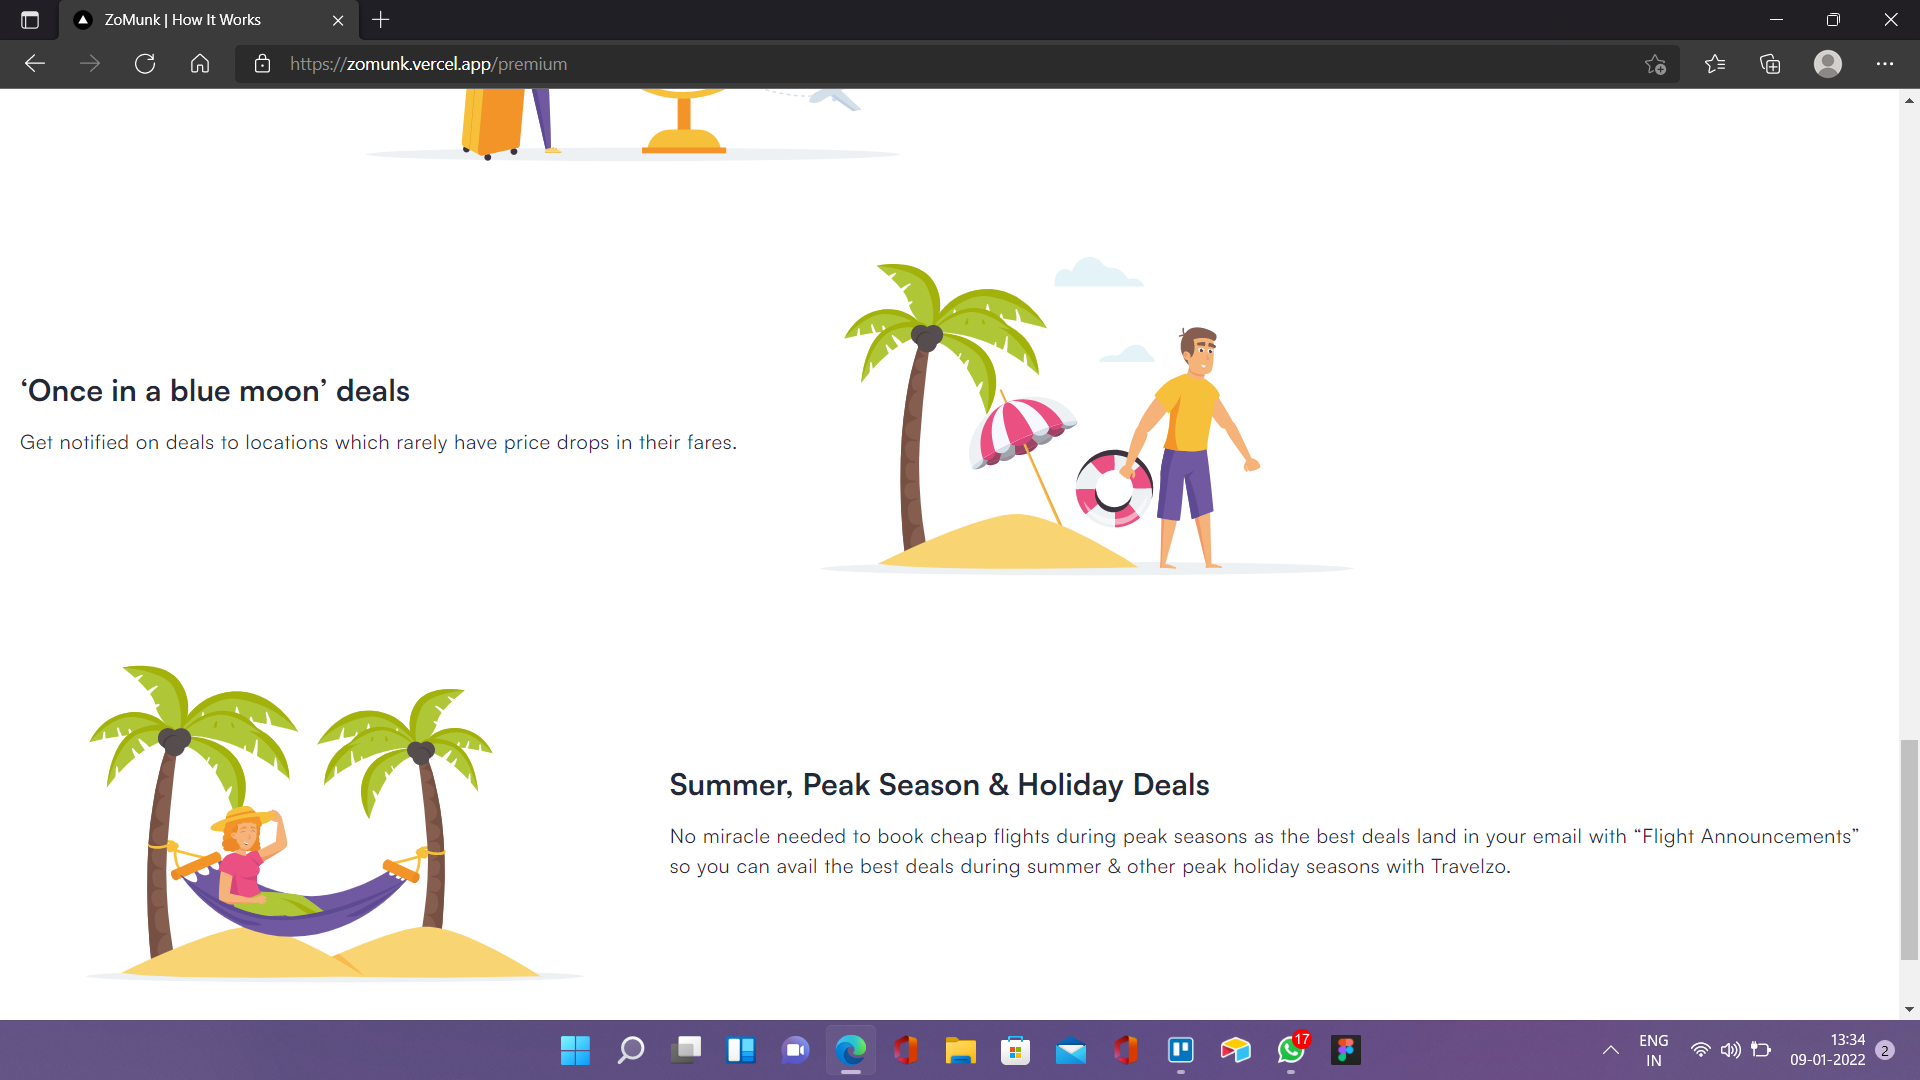 ZoMunk | How It Works
https://zomunk.vercel.app/premium
‘Once in a blue moon’ deals
Get notified on deals to locations which rarely have price drops in their fares.
Summer, Peak Season & Holiday Deals
No miracle needed to book cheap flights during peak seasons as the best deals land in your email with “Flight Announcements”
so you can avail the best deals during summer & other peak holiday seasons with Travelzo.
17
ENG
IN
13:34
09-01-2022
2